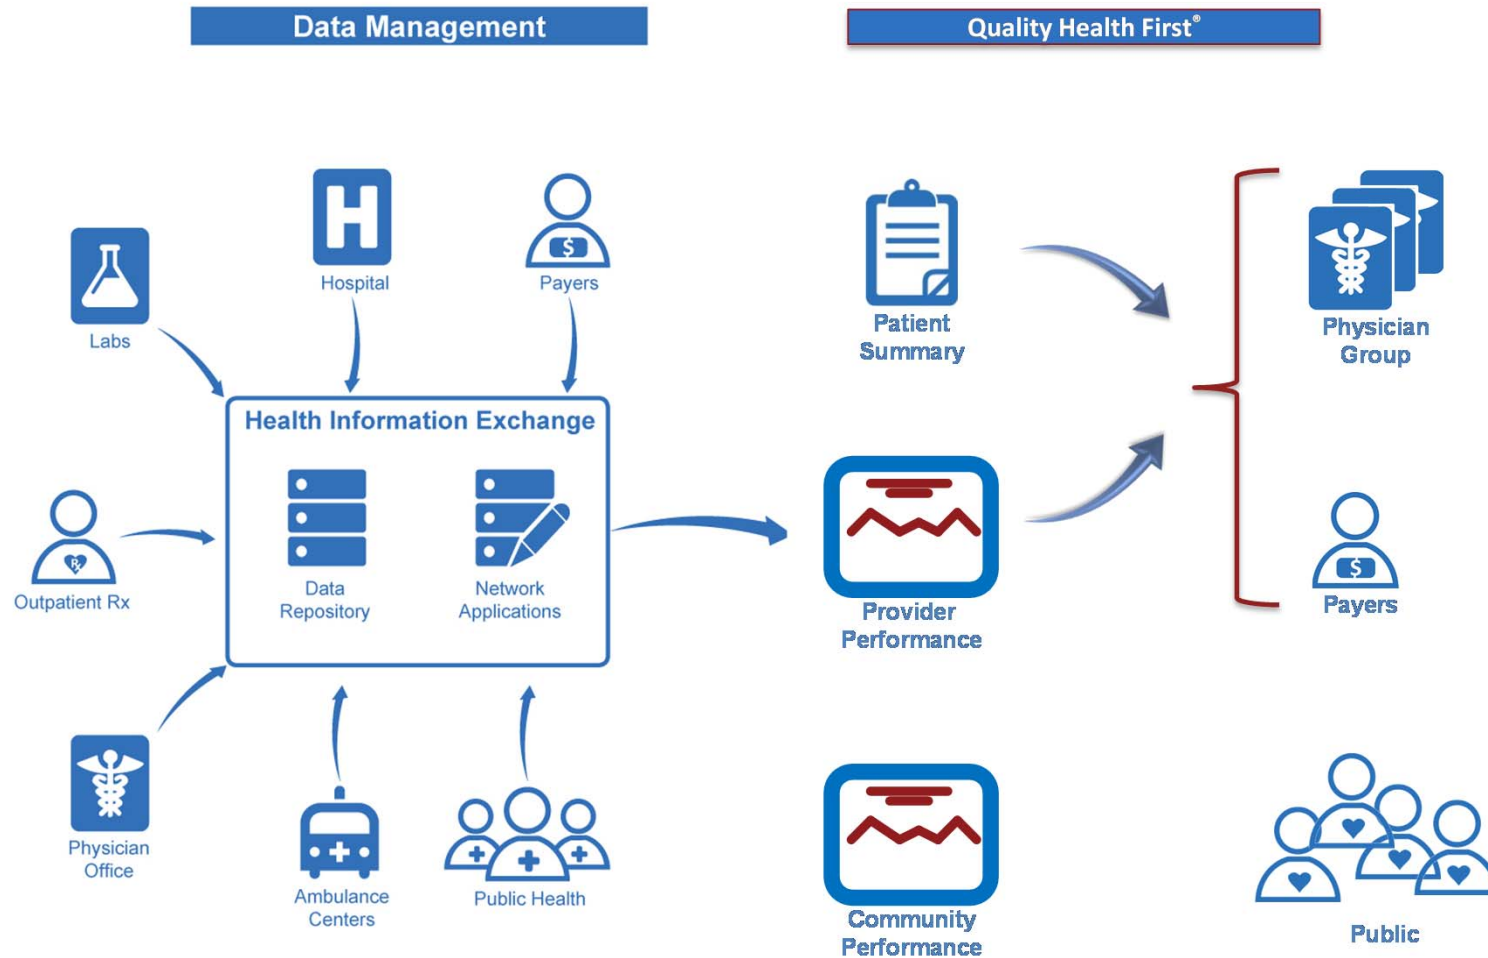 Data Management
Quality Health First®
Labs
Hospital
Payers
Health Information Exchange
Outpatient Rx
Data
Repository
Network
Applications
Physician
Office
Ambulance
Centers
Public Health
Patient
Summary
Provider
Performance
Community
Performance
Physician
Group
Payers
Public
H
$
Rx
$